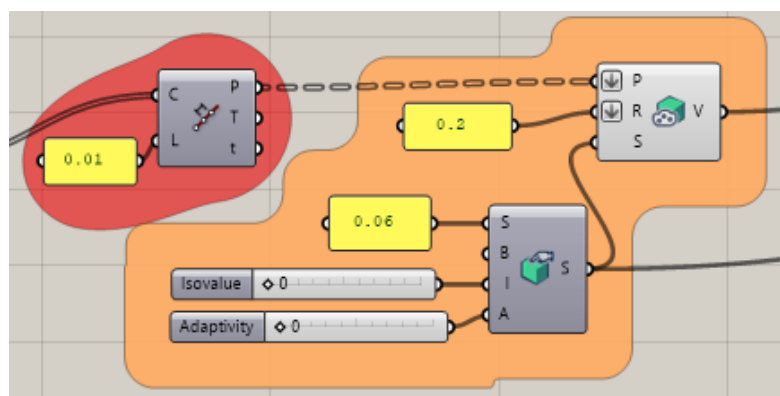 C P
T
L t
0.01
P
0.2
R V
S
0.06
S
B S
I
A
Isovalue 0
Adaptivity 0